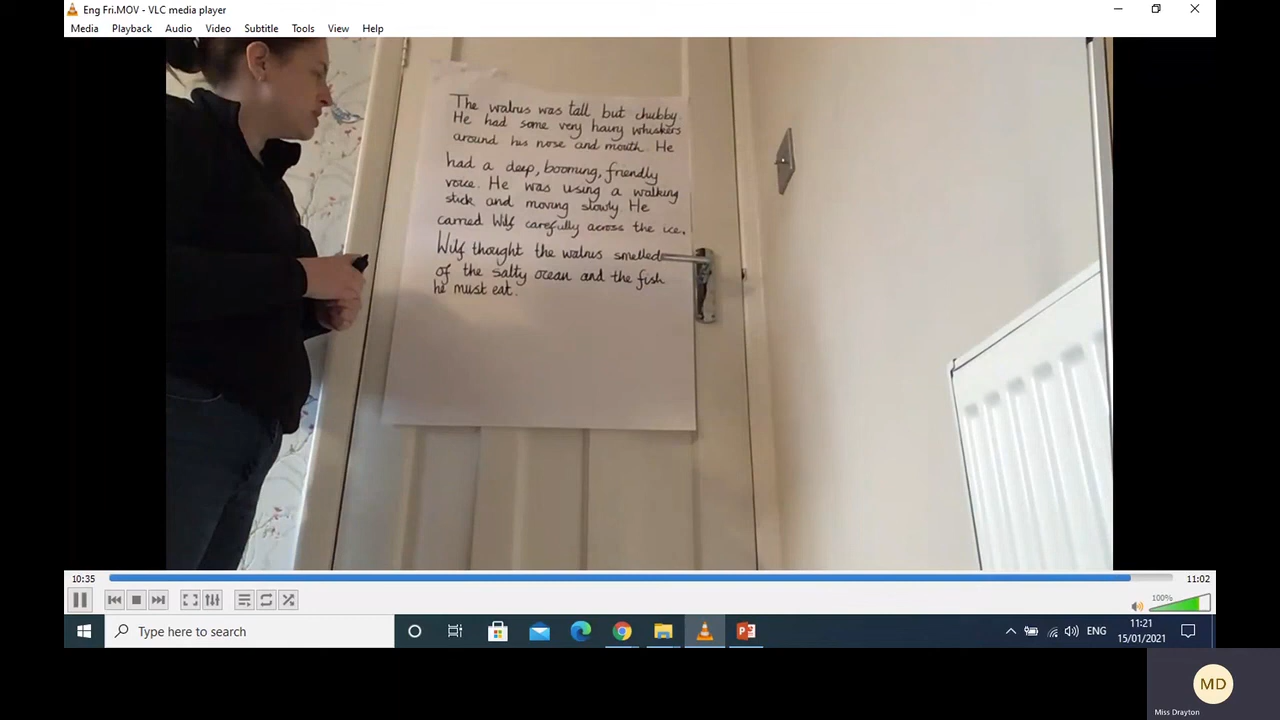 Eng Fri.MOV - VLC media player
Media Playback Audio Video Subtitle Tools View Help
The walrus was tall but chubby.
He had some very hairy whiskers
around his nose and mouth. He
had a deep, booming, friendly
voice. He was using a walking
stick and moving slowly. He
carried Wilf carefully across the ice.
Wilf thought the walrus smelled
of the salty ocean and the fish
he must eat.
10:35
11:02
100%
Type here to search
ENG
11:21
15/01/2021
MD
Miss Drayton